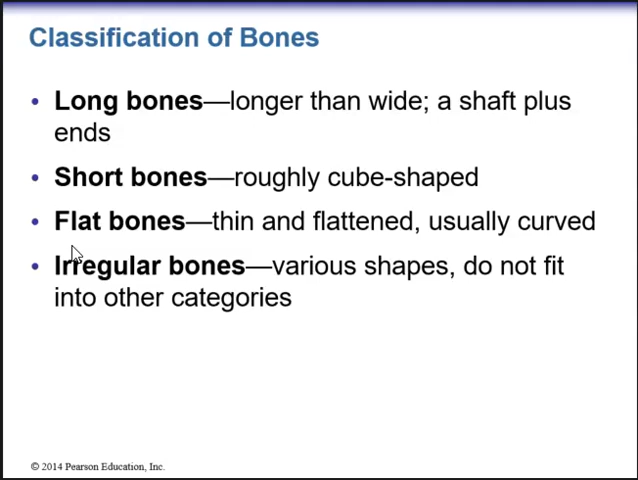 Classification of Bones
• Long bones—longer than wide; a shaft plus
ends
• Short bones—roughly cube-shaped
• Flat bones—thin and flattened, usually curved
• Irregular bones—various shapes, do not fit
into other categories
© 2014 Pearson Education, Inc.